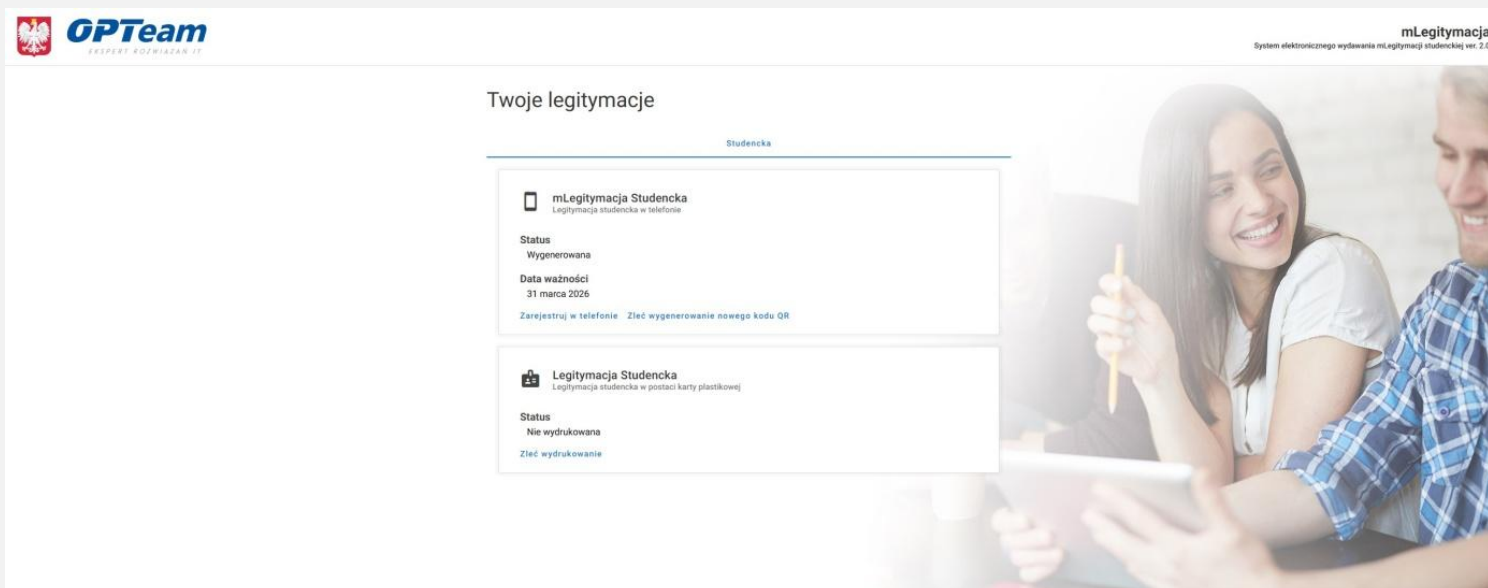 OPTeam
EKSPERT ROZWIĄZAŃ IT
mLegitymacja
System elektronicznego wydawania mLegitymacji studenckiej ver. 2.0
Twoje legitymacje
Studencka
mLegitymacja Studencka
Legitymacja studencka w telefonie
Status
Wygenerowana
Data ważności
31 marca 2026
Zarejestruj w telefonie Zleć wygenerowanie nowego kodu QR
Legitymacja Studencka
Legitymacja studencka w postaci karty plastikowej
Status
Nie wydrukowana
Zleć wydrukowanie